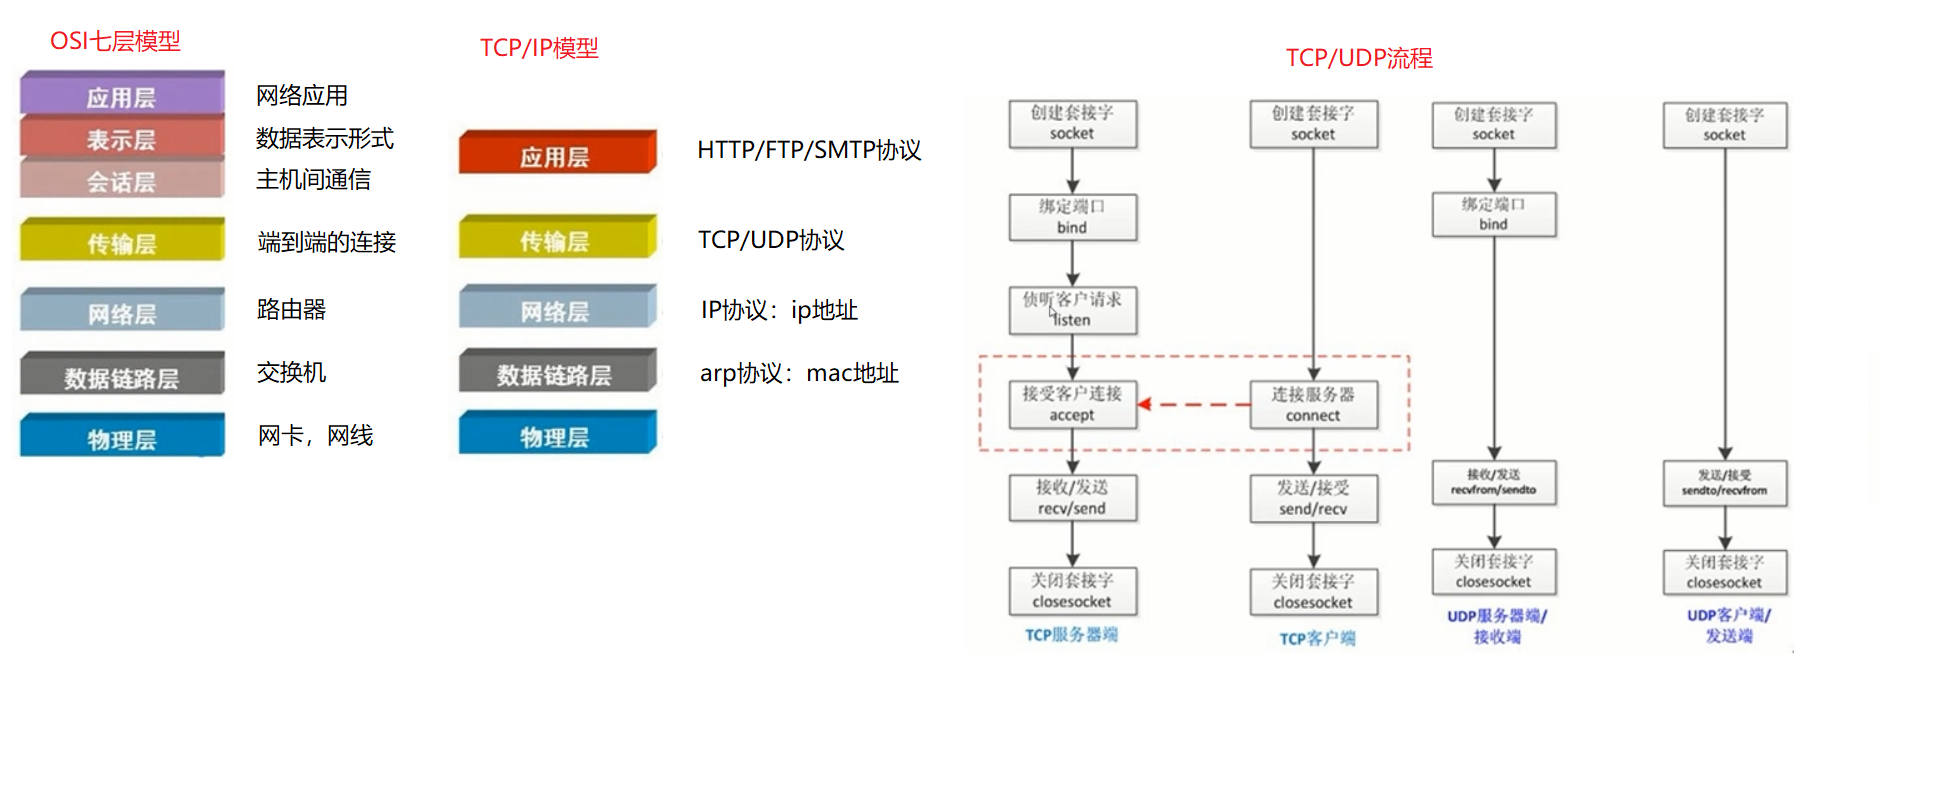 OSI七层模型
应用层 网络应用
表示层 数据表示形式
会话层 主机间通信
传输层 端到端的连接
网络层 路由器
数据链路层 交换机
物理层 网卡，网线
TCP/IP模型
应用层 HTTP/FTP/SMTP协议
传输层 TCP/UDP协议
网络层 IP协议：ip地址
数据链路层 arp协议：mac地址
物理层
TCP/UDP流程
创建套接字
socket
绑定端口
bind
侦听客户请求
listen
接受客户连接
accept
接收/发送
recv/send
关闭套接字
closesocket
TCP服务器端
创建套接字
socket
连接服务器
connect
发送/接受
send/recv
关闭套接字
closesocket
TCP客户端
创建套接字
socket
绑定端口
bind
接收/发送
recvfrom/sendto
关闭套接字
closesocket
UDP服务器端/
接收端
创建套接字
socket
发送/接受
sendto/recvfrom
关闭套接字
closesocket
UDP客户端/
发送端